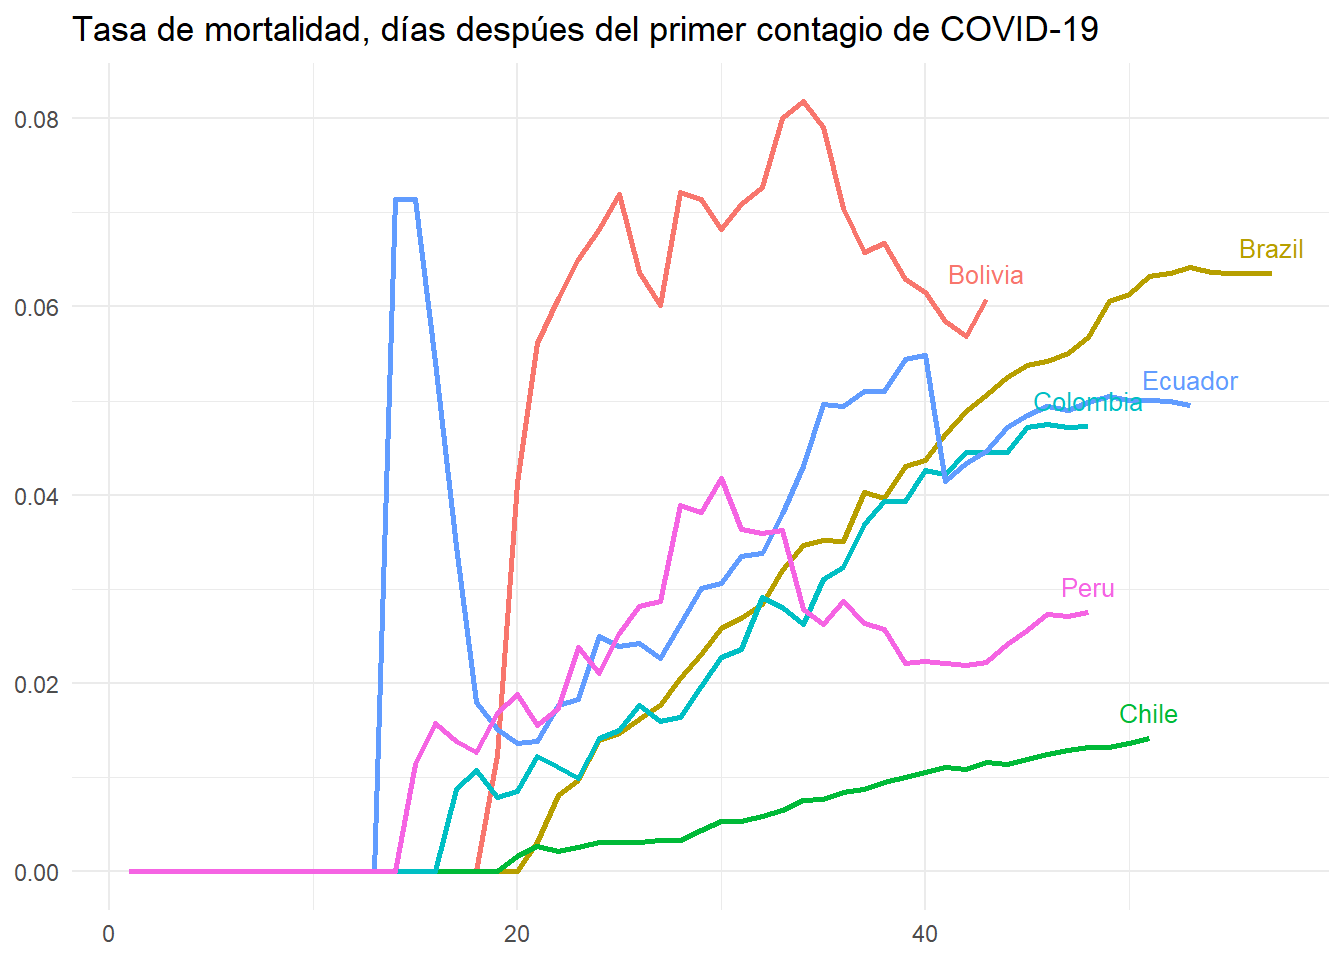 Tasa de mortalidad, días despúes del primer contagio de COVID-19
0.08
Brazil
Bolivia
0.06
Ecuador
Colombia
0.04
Peru
0.02
Chile
0.00
0 20 40